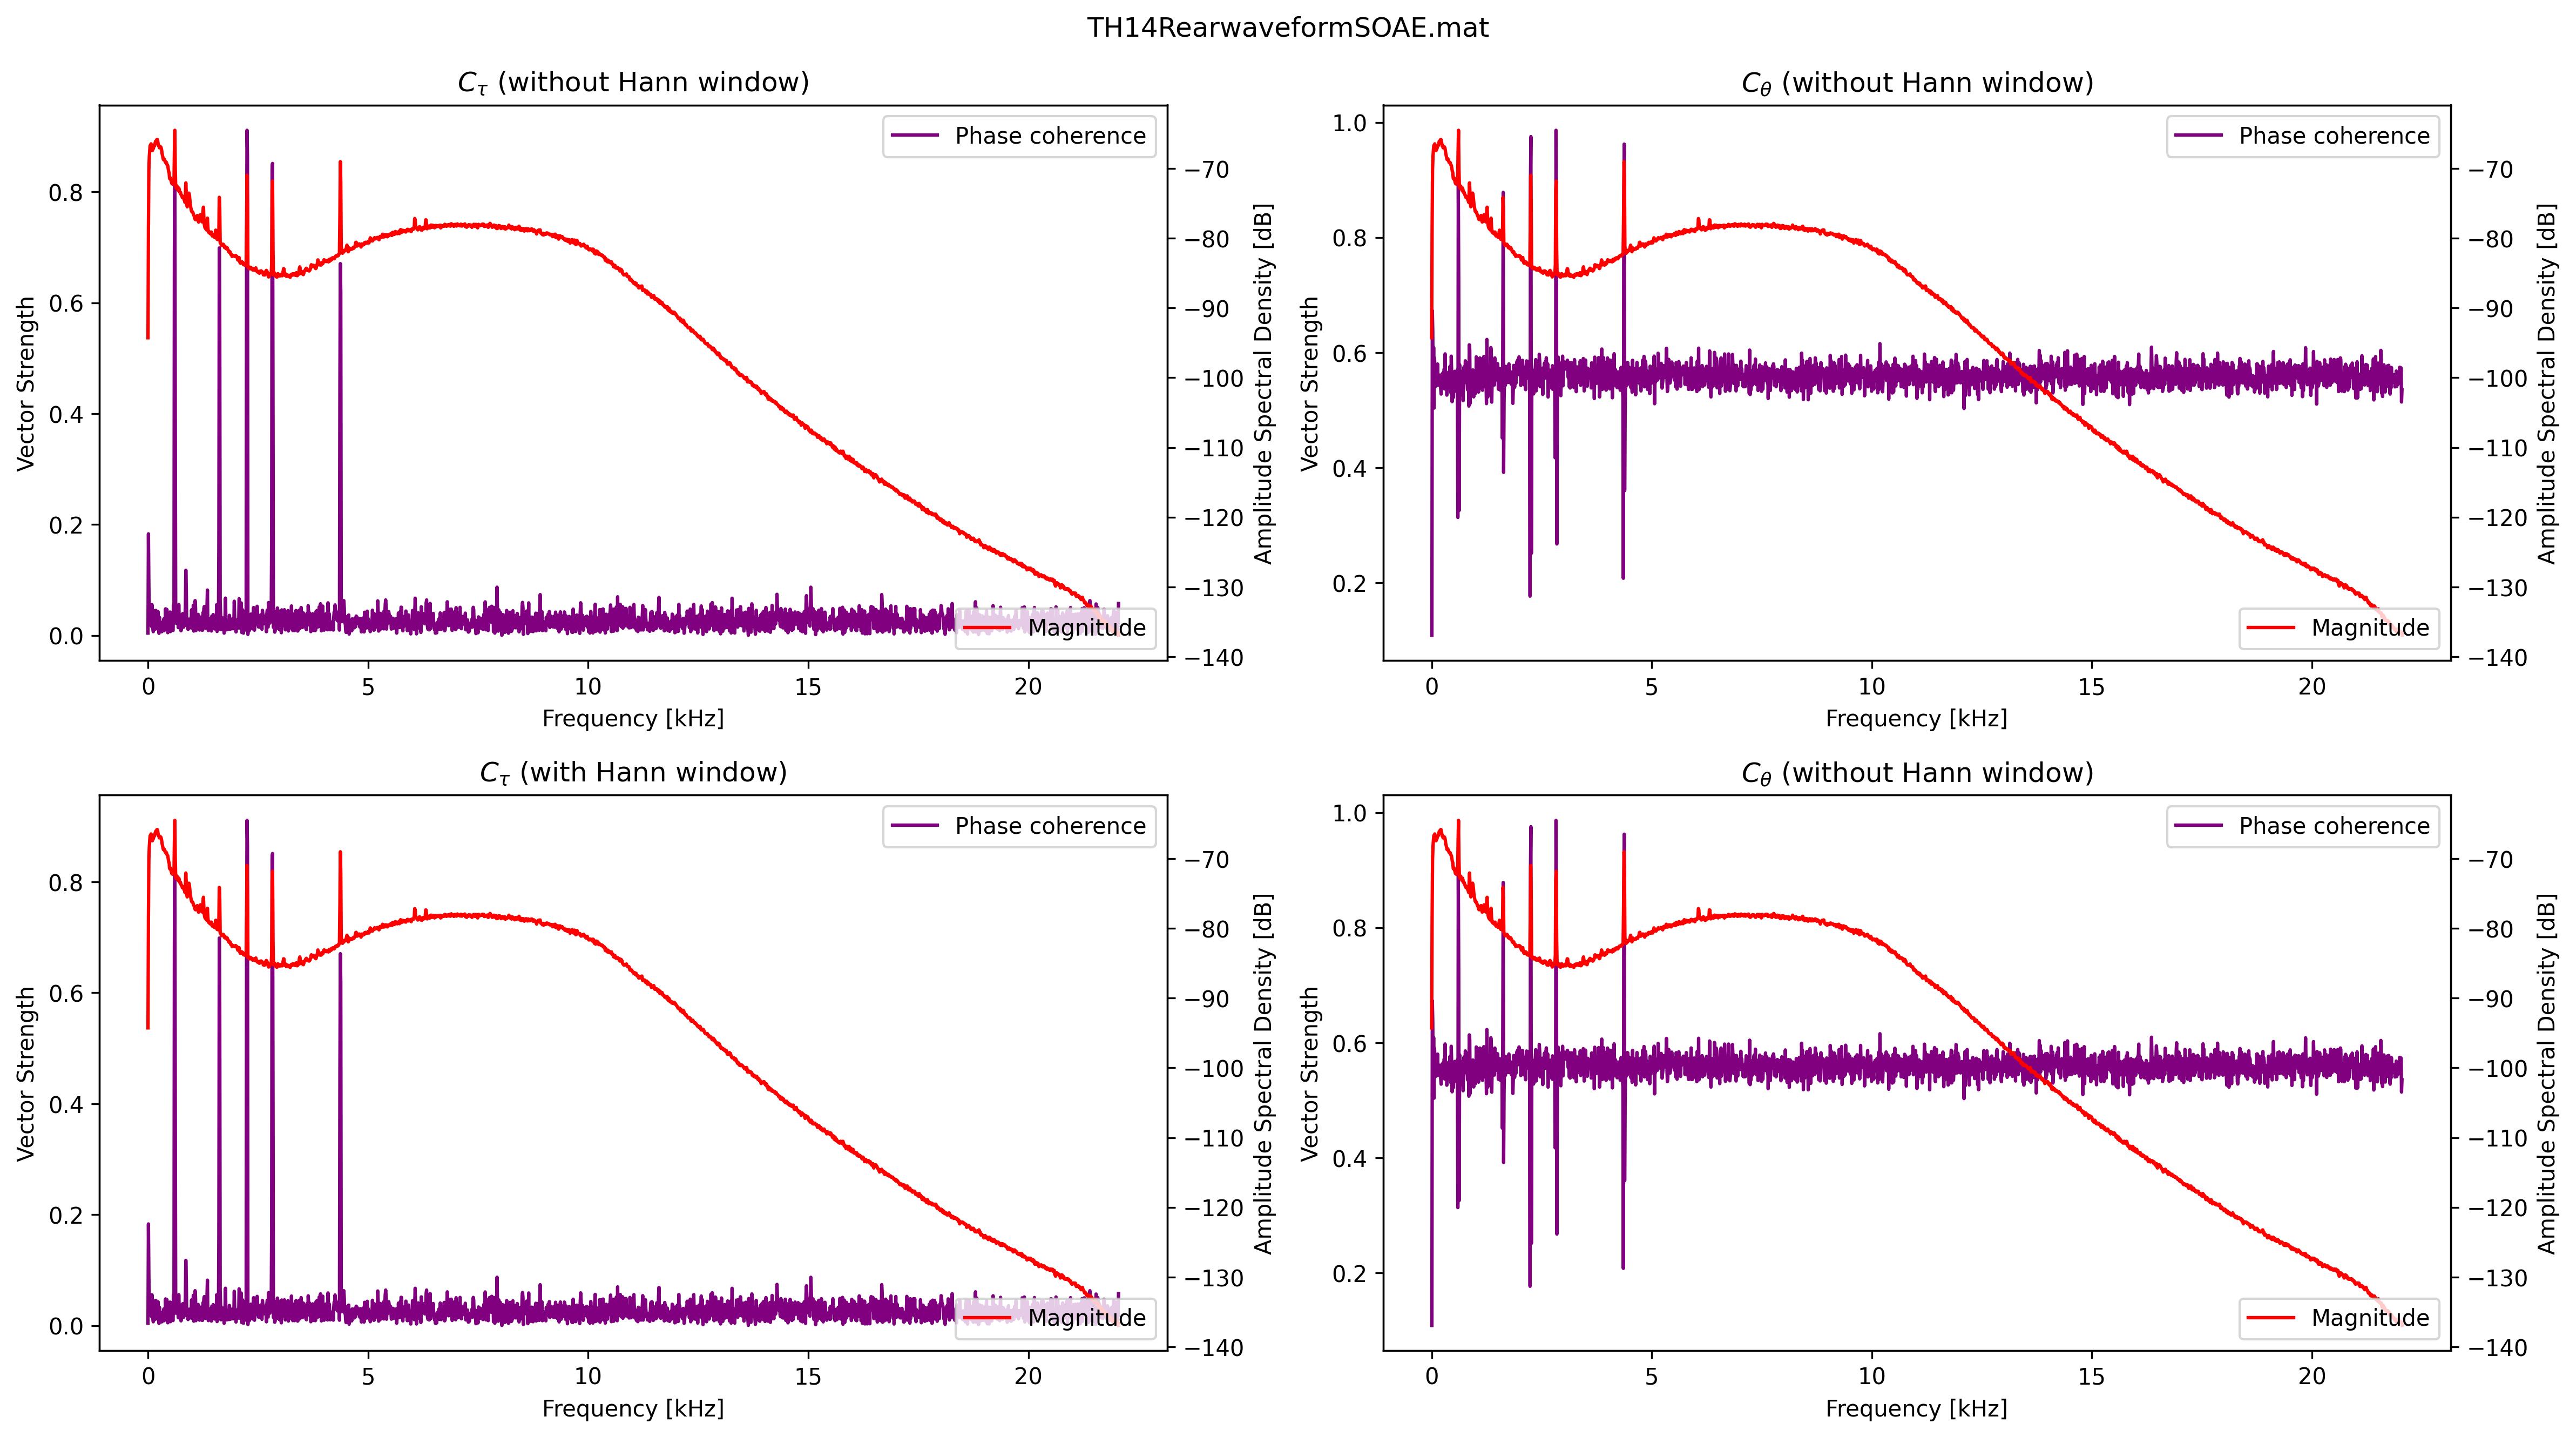 TH14RearwaveformSOAE.mat
C_τ (without Hann window)
Phase coherence
Magnitude
Vector Strength
0.8
0.6
0.4
0.2
0.0
Amplitude Spectral Density [dB]
−70
−80
−90
−100
−110
−120
−130
−140
0 5 10 15 20
Frequency [kHz]
C_θ (without Hann window)
Phase coherence
Magnitude
Vector Strength
1.0
0.8
0.6
0.4
0.2
Amplitude Spectral Density [dB]
−70
−80
−90
−100
−110
−120
−130
−140
0 5 10 15 20
Frequency [kHz]
C_τ (with Hann window)
Phase coherence
Magnitude
Vector Strength
0.8
0.6
0.4
0.2
0.0
Amplitude Spectral Density [dB]
−70
−80
−90
−100
−110
−120
−130
−140
0 5 10 15 20
Frequency [kHz]
C_θ (without Hann window)
Phase coherence
Magnitude
Vector Strength
1.0
0.8
0.6
0.4
0.2
Amplitude Spectral Density [dB]
−70
−80
−90
−100
−110
−120
−130
−140
0 5 10 15 20
Frequency [kHz]